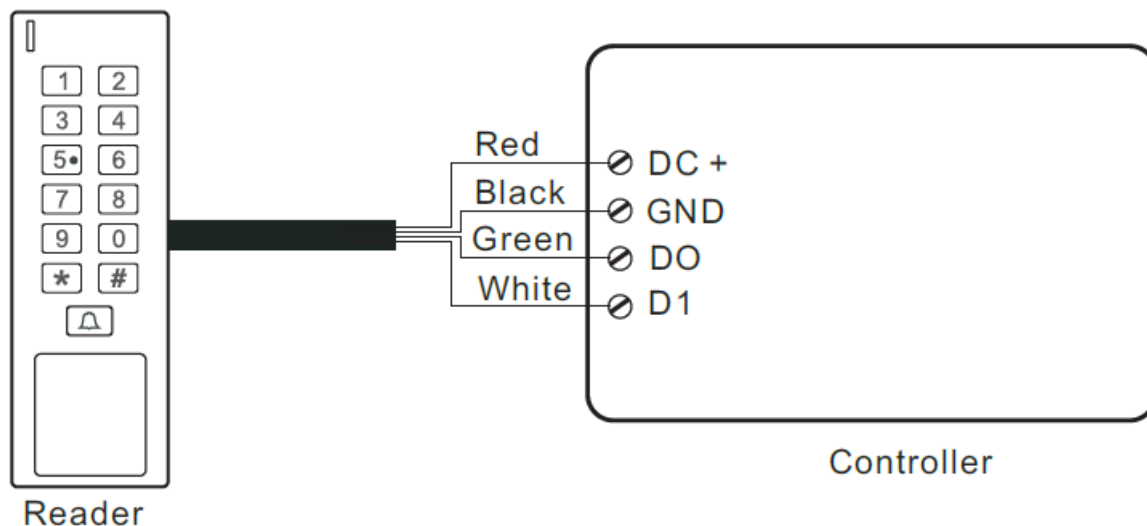 1 2
3 4
5• 6
7 8
9 0
* #
Reader
Red
Black
Green
White
DC +
GND
DO
D1
Controller